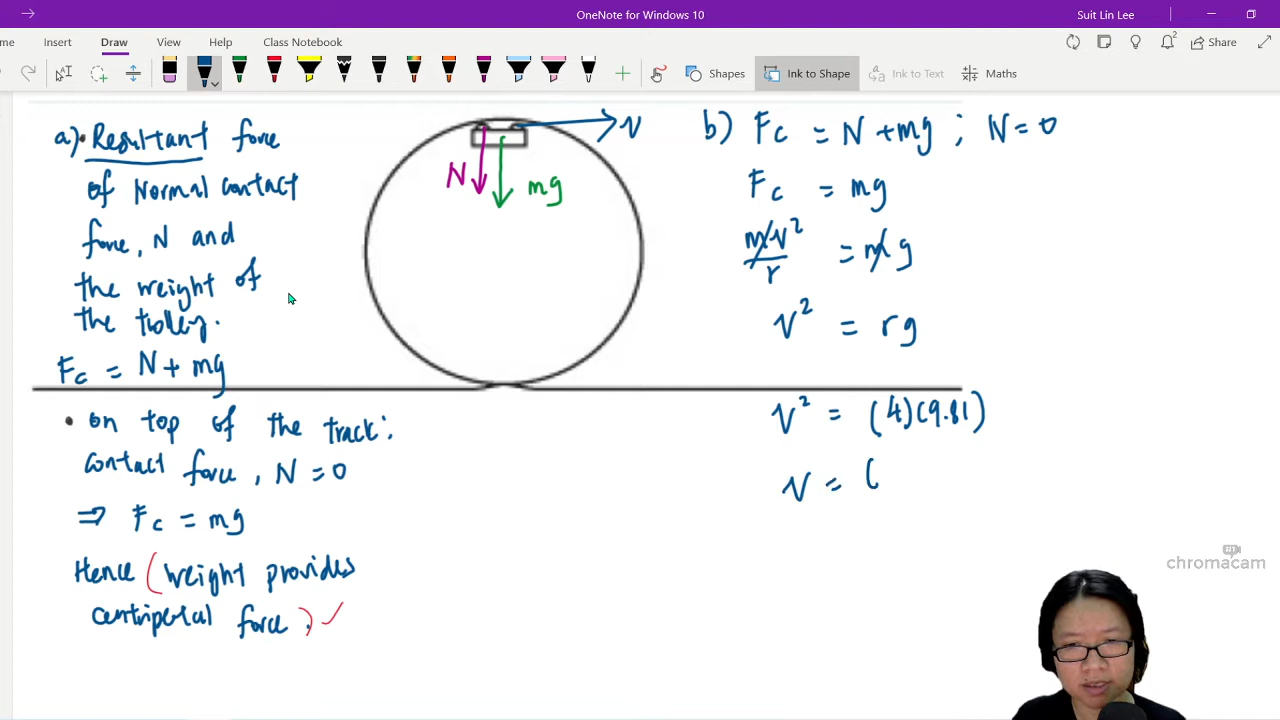 OneNote for Windows 10
Suit Lin Lee
me Insert Draw View Help Class Notebook
Share
Shapes Ink to Shape Ink to Text Maths
a) • Resultant force
of Normal contact
force, N and
the weight of
the trolley.
Fc = N + mg
• on top of the track:
contact force, N = 0
⇒ Fc = mg
Hence (weight provides
centripetal force.) ✓
N
mg
v
b) Fc = N + mg ; N = 0
Fc = mg
mv²/r = mg
v² = rg
v² = (4)(9.81)
v = (
#1
chromacam